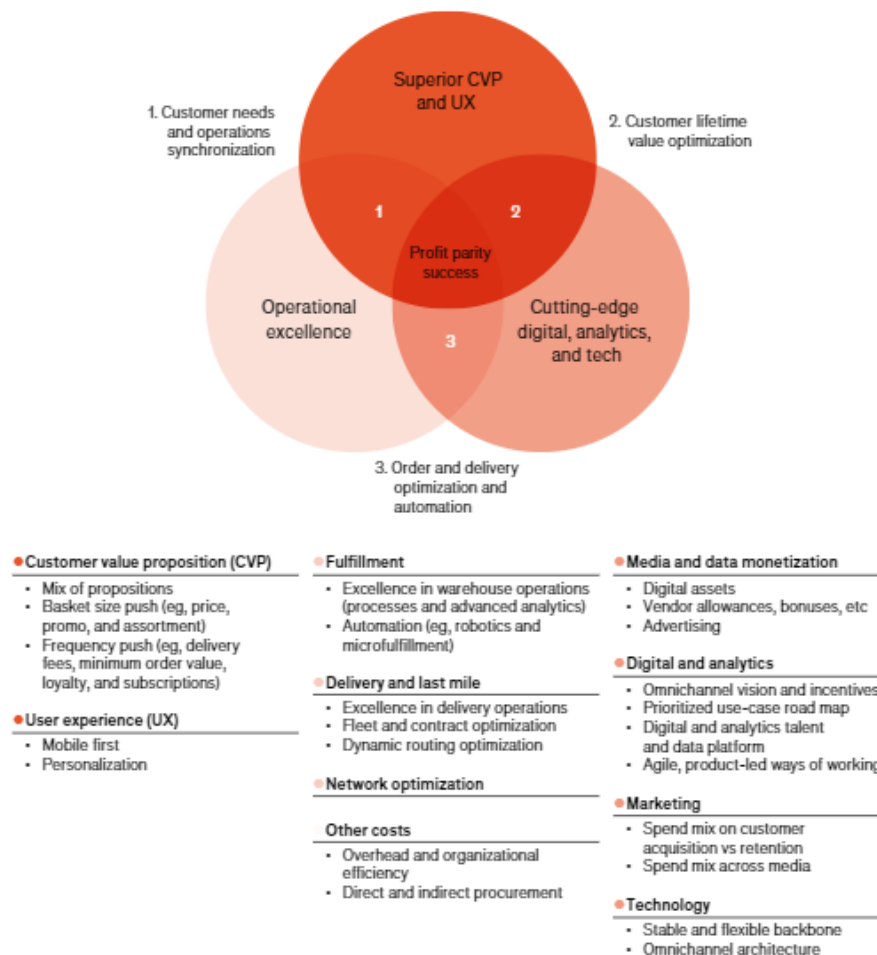 Superior CVP
and UX
1. Customer needs
and operations
synchronization
2. Customer lifetime
value optimization
1
2
Profit parity
success
Operational
excellence
Cutting-edge
digital, analytics,
and tech
3
3. Order and delivery
optimization and
automation
Customer value proposition (CVP)
• Mix of propositions
• Basket size push (eg, price,
promo, and assortment)
• Frequency push (eg, delivery
fees, minimum order value,
loyalty, and subscriptions)
User experience (UX)
• Mobile first
• Personalization
Fulfillment
• Excellence in warehouse operations
(processes and advanced analytics)
• Automation (eg, robotics and
microfulfillment)
Delivery and last mile
• Excellence in delivery operations
• Fleet and contract optimization
• Dynamic routing optimization
Network optimization
Other costs
• Overhead and organizational
efficiency
• Direct and indirect procurement
Media and data monetization
• Digital assets
• Vendor allowances, bonuses, etc
• Advertising
Digital and analytics
• Omnichannel vision and incentives
• Prioritized use-case road map
• Digital and analytics talent
and data platform
• Agile, product-led ways of working
Marketing
• Spend mix on customer
acquisition vs retention
• Spend mix across media
Technology
• Stable and flexible backbone
• Omnichannel architecture